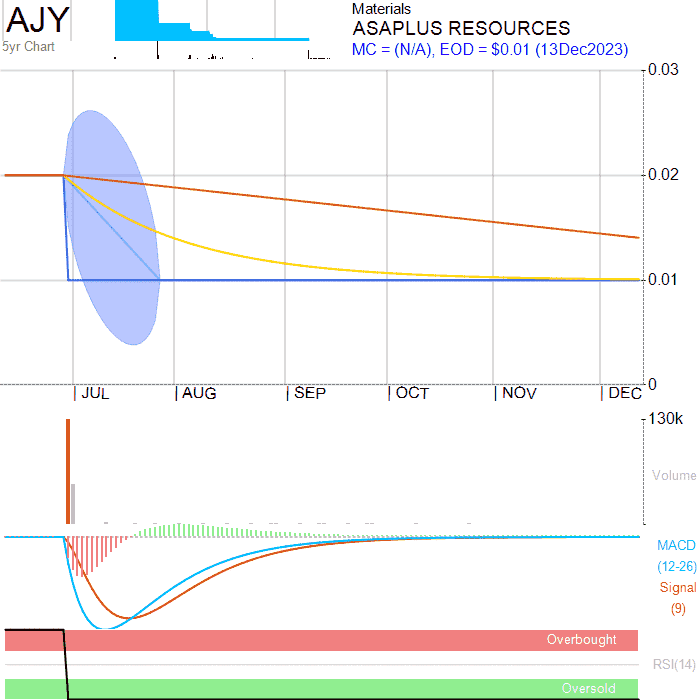 AJY
5yr Chart
Materials
ASAPLUS RESOURCES
MC = (N/A), EOD = $0.01 (13Dec2023)
0.03
0.02
0.01
0
JUL AUG SEP OCT NOV DEC
130k
Volume
MACD
(12-26)
Signal
(9)
Overbought
RSI(14)
Oversold